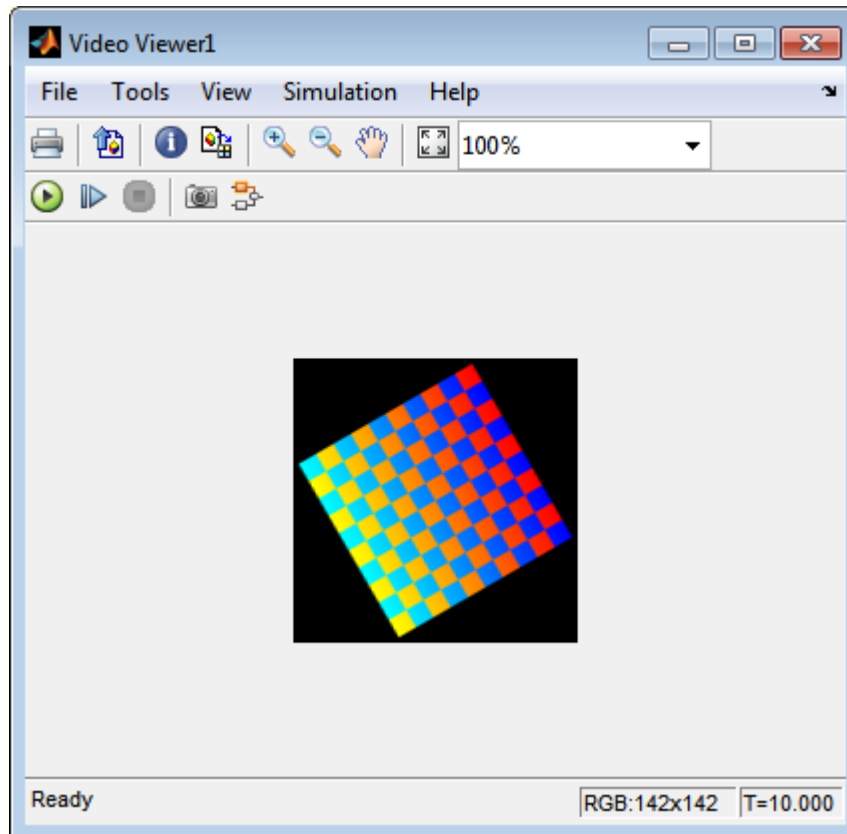 Video Viewer1
File Tools View Simulation Help
100%
Ready RGB:142x142 T=10.000